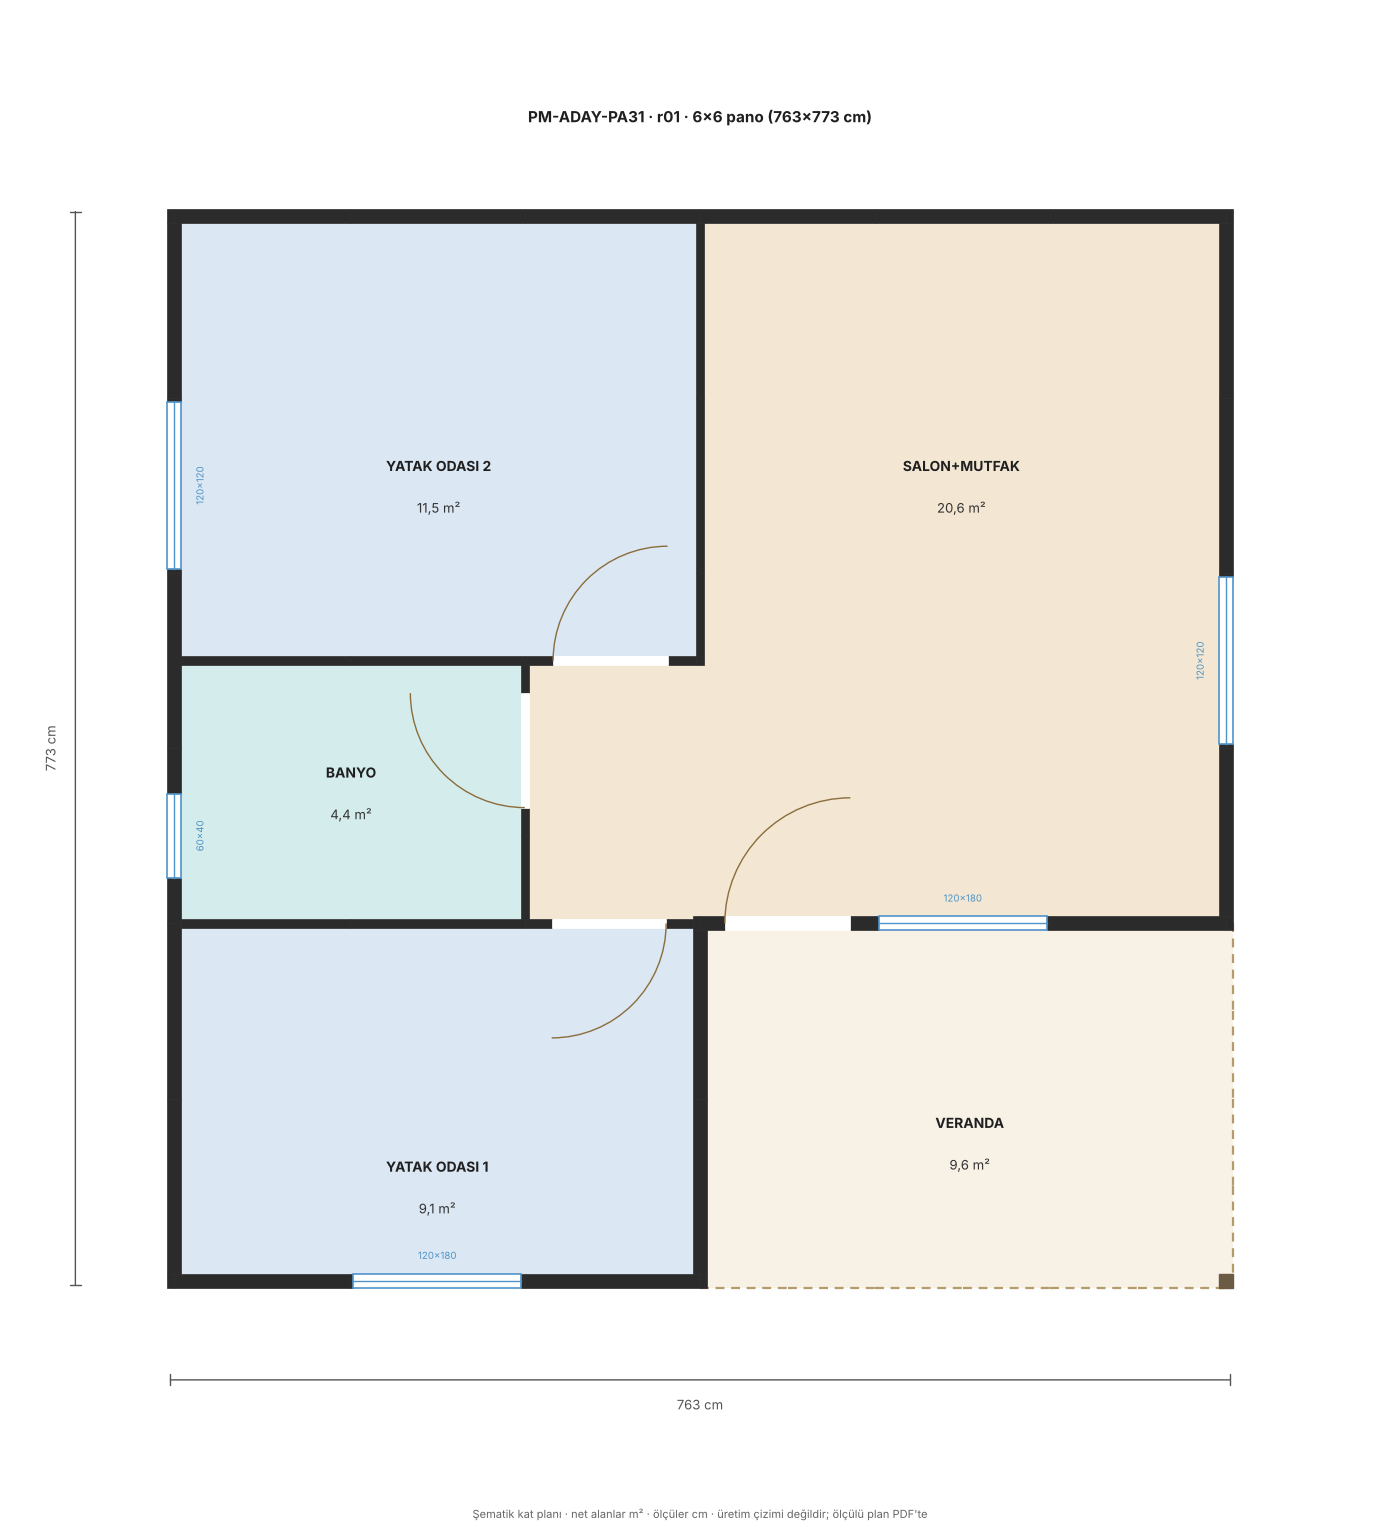 PM-ADAY-PA31 · r01 · 6×6 pano (763×773 cm)
YATAK ODASI 2
11,5 m²
120×120
SALON+MUTFAK
20,6 m²
120×120
BANYO
4,4 m²
60×40
773 cm
120×180
VERANDA
9,6 m²
YATAK ODASI 1
9,1 m²
120×180
763 cm
Şematik kat planı · net alanlar m² · ölçüler cm · üretim çizimi değildir; ölçülü plan PDF'te